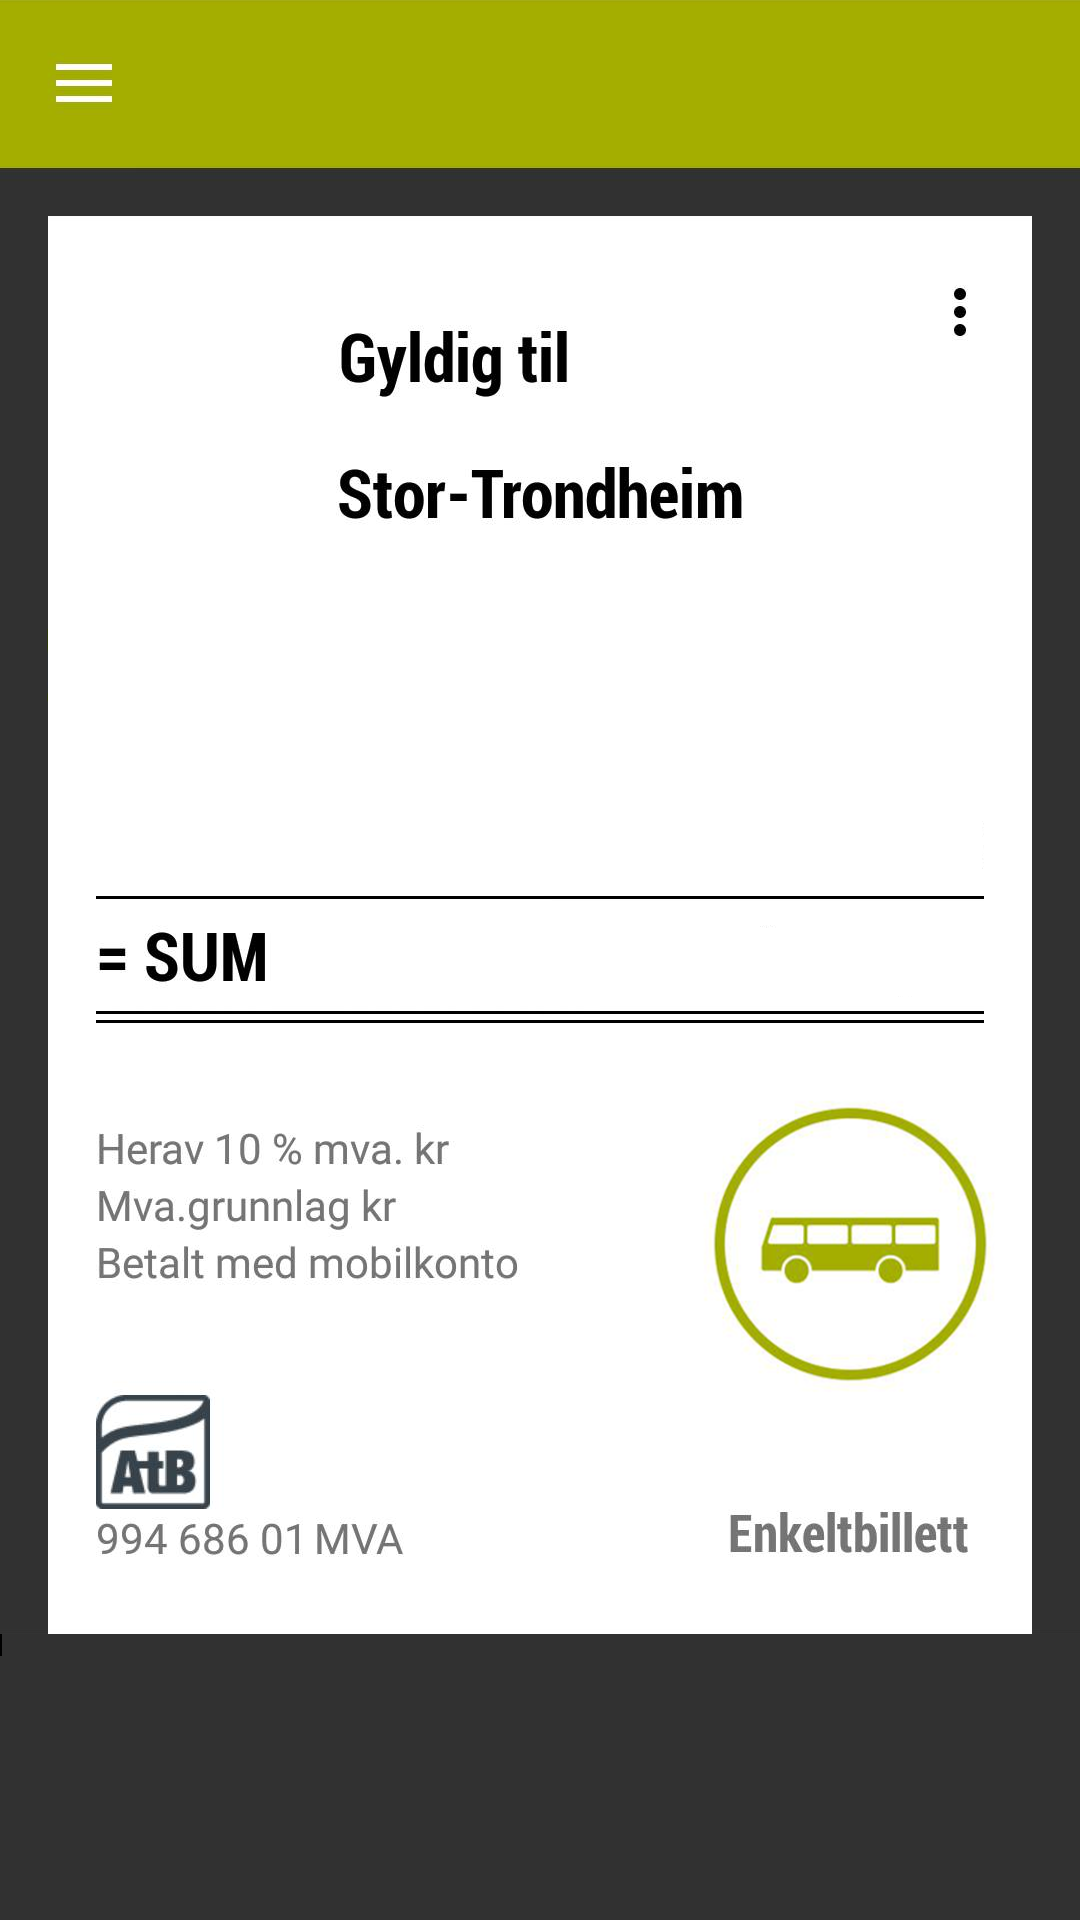 Gyldig til
Stor-Trondheim
= SUM
Herav 10 % mva. kr
Mva.grunnlag kr
Betalt med mobilkonto
AtB
994 686 01 MVA
Enkeltbillett